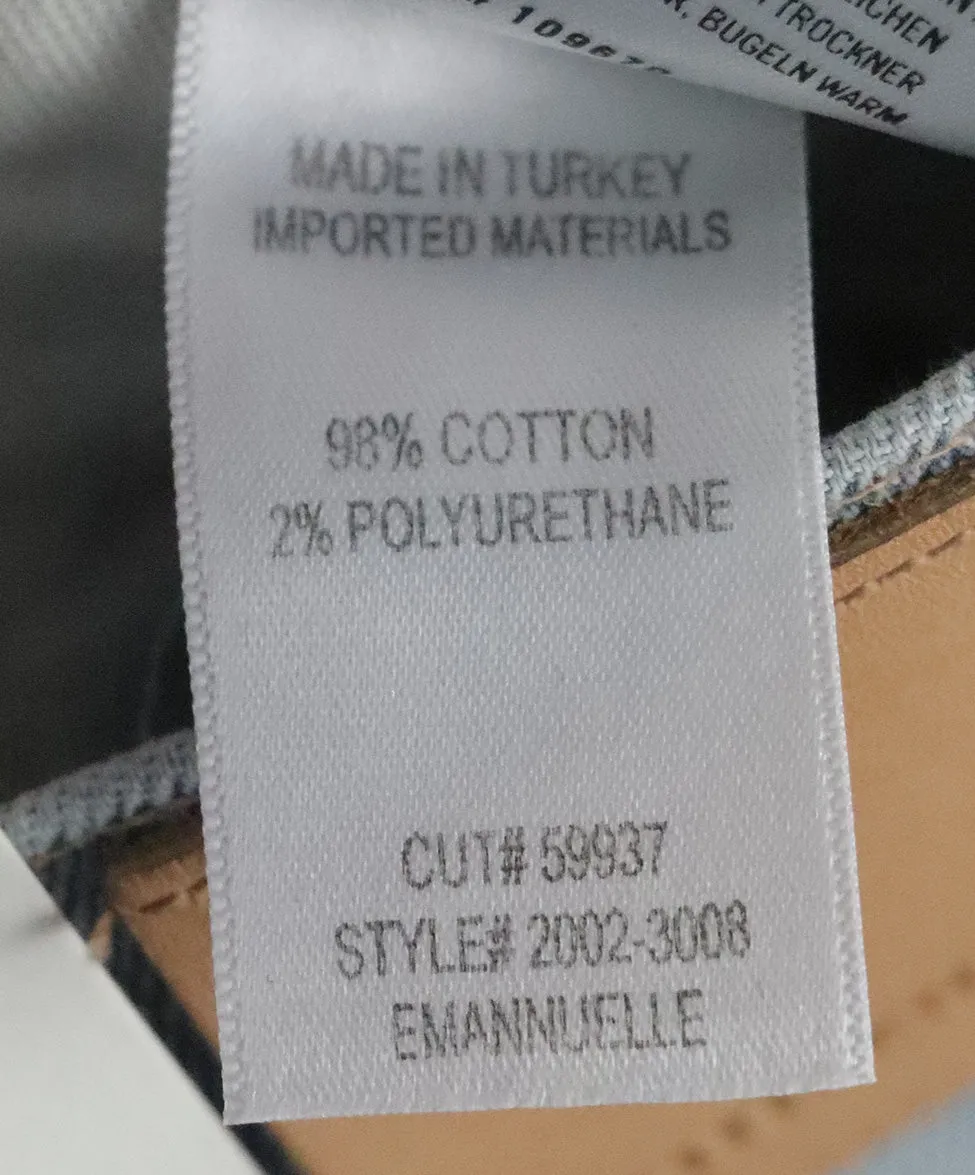 TROCKNER
BUGELN WARM
MADE IN TURKEY
IMPORTED MATERIALS
98% COTTON
2% POLYURETHANE
CUT# 59937
STYLE# 2002-3008
EMANNUELLE